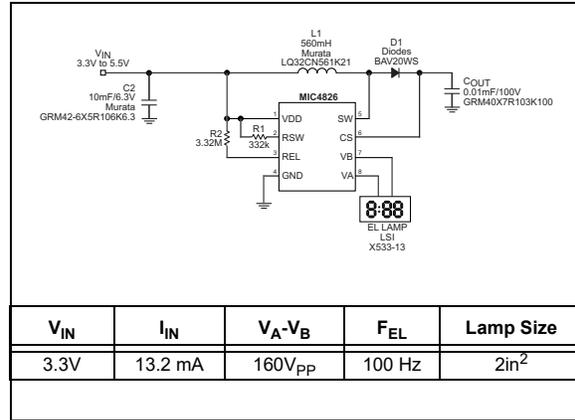 L1
560mH
Murata
LQ32CN561K21
D1
Diodes
BAV20WS
VIN
3.3V to 5.5V
C2
10mF/6.3V
Murata
GRM42-6X5R106K6.3
COUT
0.01mF/100V
GRM40X7R103K100
MIC4826
1 VDD SW 5
R2
3.32M
R1
332k
2 RSW CS 6
3 REL VB 7
4 GND VA 8
8:88
EL LAMP
LSI
X533-13
VIN IIN VA-VB FEL Lamp Size
3.3V 13.2 mA 160VPP 100 Hz 2in²